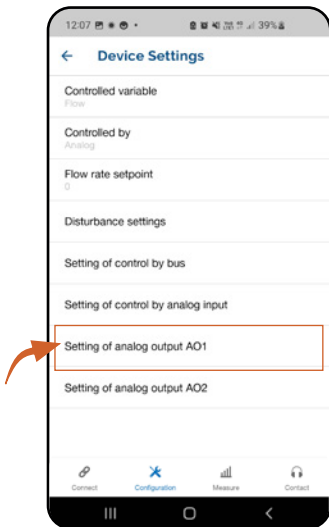 12:07
39%
Device Settings
Controlled variable
Flow
Controlled by
Analog
Flow rate setpoint
0
Disturbance settings
Setting of control by bus
Setting of control by analog input
Setting of analog output AO1
Setting of analog output AO2
Connect
Configuration
Measure
Contact